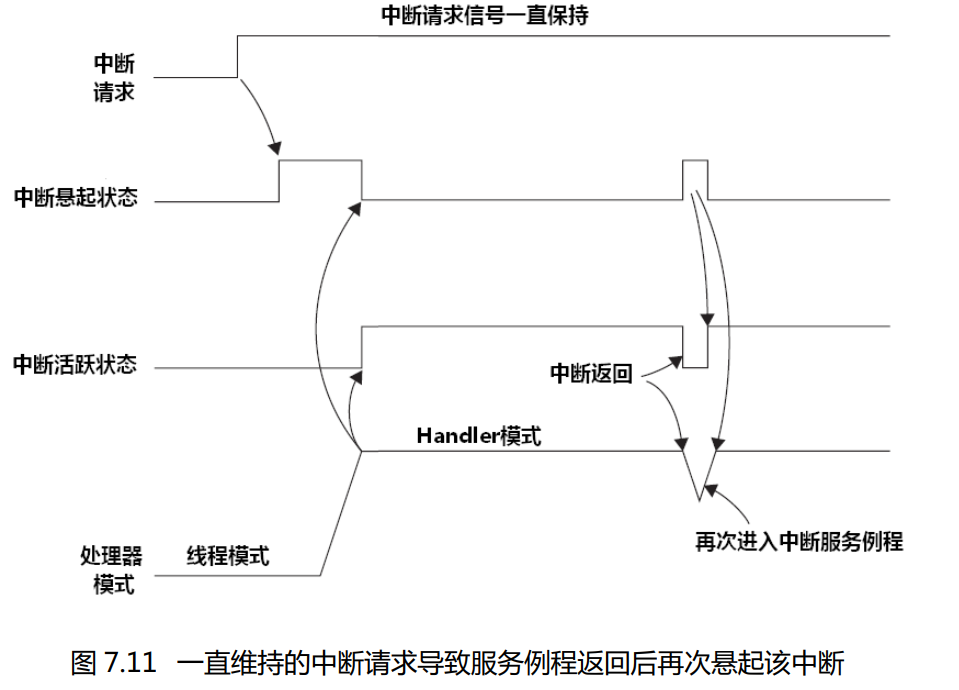 中断请求信号一直保持
中断
请求
中断悬起状态
中断活跃状态
中断返回
Handler模式
再次进入中断服务例程
处理器
模式
线程模式
图 7.11 一直维持的中断请求导致服务例程返回后再次悬起该中断